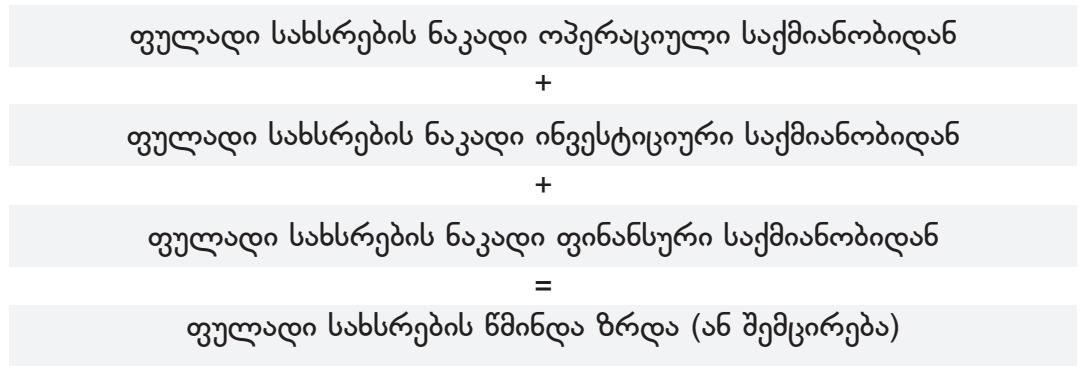 ფულადი სახსრების ნაკადი ოპერაციული საქმიანობიდან
+
ფულადი სახსრების ნაკადი ინვესტიციური საქმიანობიდან
+
ფულადი სახსრების ნაკადი ფინანსური საქმიანობიდან
=
ფულადი სახსრების წმინდა ზრდა (ან შემცირება)